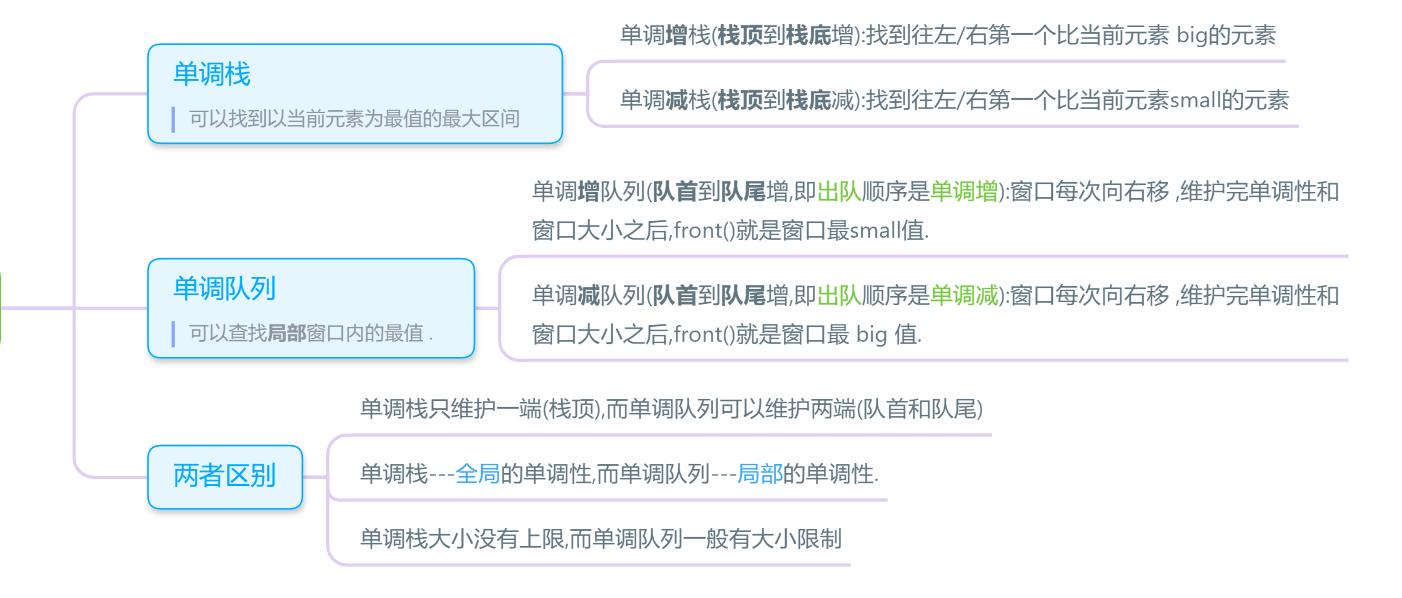 单调栈
可以找到以当前元素为最值的最大区间
单调增栈(栈顶到栈底增):找到往左/右第一个比当前元素 big的元素
单调减栈(栈顶到栈底减):找到往左/右第一个比当前元素small的元素
单调队列
可以查找局部窗口内的最值 .
单调增队列(队首到队尾增,即出队顺序是单调增):窗口每次向右移 ,维护完单调性和
窗口大小之后,front()就是窗口最small值.
单调减队列(队首到队尾增,即出队顺序是单调减):窗口每次向右移 ,维护完单调性和
窗口大小之后,front()就是窗口最 big 值.
两者区别
单调栈只维护一端(栈顶),而单调队列可以维护两端(队首和队尾)
单调栈---全局的单调性,而单调队列---局部的单调性.
单调栈大小没有上限,而单调队列一般有大小限制